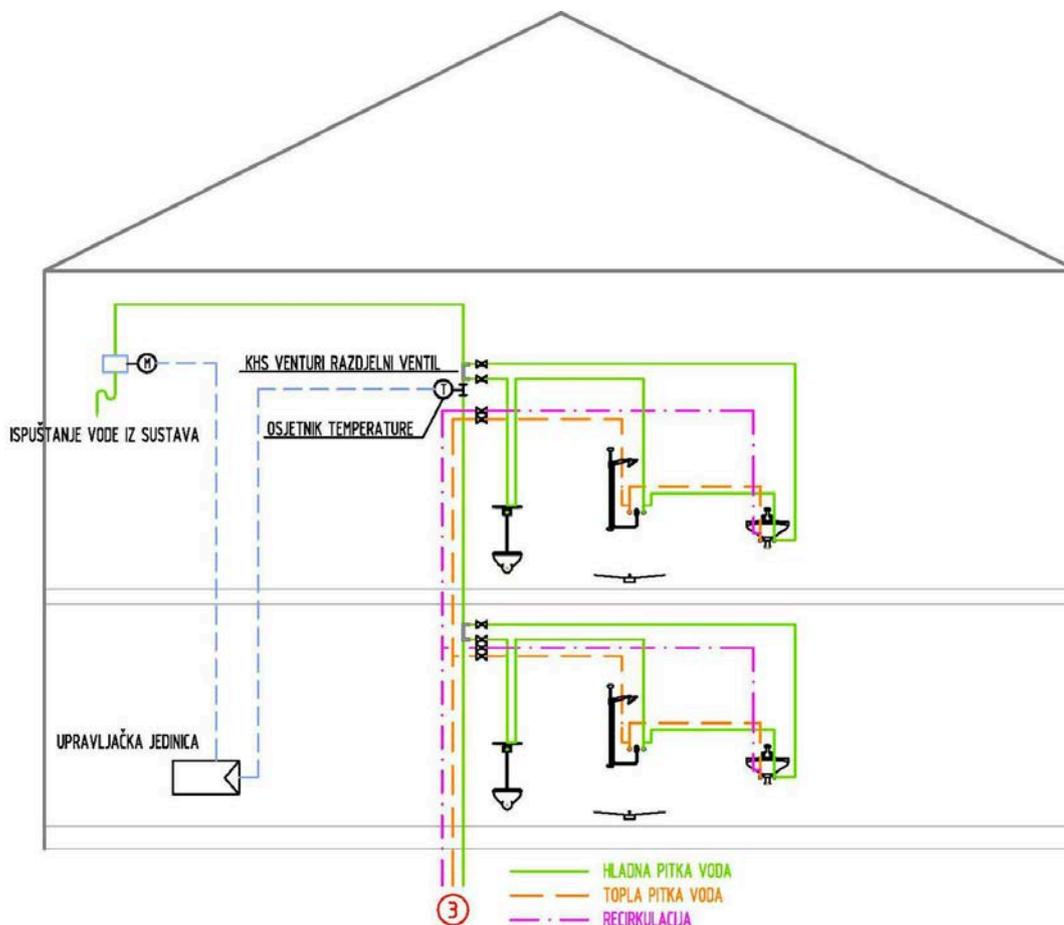 M
KHS VENTURI RAZDJELNI VENTIL
T
ISPUŠTANJE VODE IZ SUSTAVA
OSJETNIK TEMPERATURE
UPRAVLJAČKA JEDINICA
HLADNA PITKA VODA
TOPLA PITKA VODA
3
RECIRKULACIJA